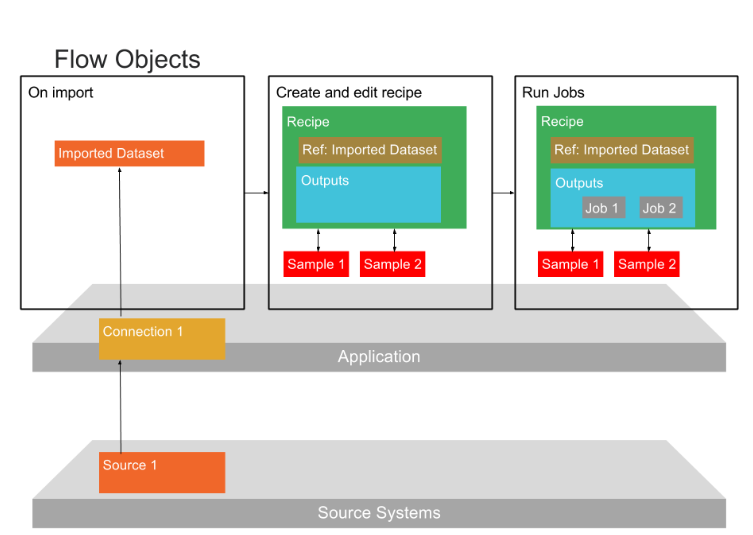 Flow Objects
On import
Imported Dataset
Create and edit recipe
Recipe
Ref: Imported Dataset
Outputs
Sample 1
Sample 2
Run Jobs
Recipe
Ref: Imported Dataset
Outputs
Job 1
Job 2
Sample 1
Sample 2
Connection 1
Application
Source 1
Source Systems